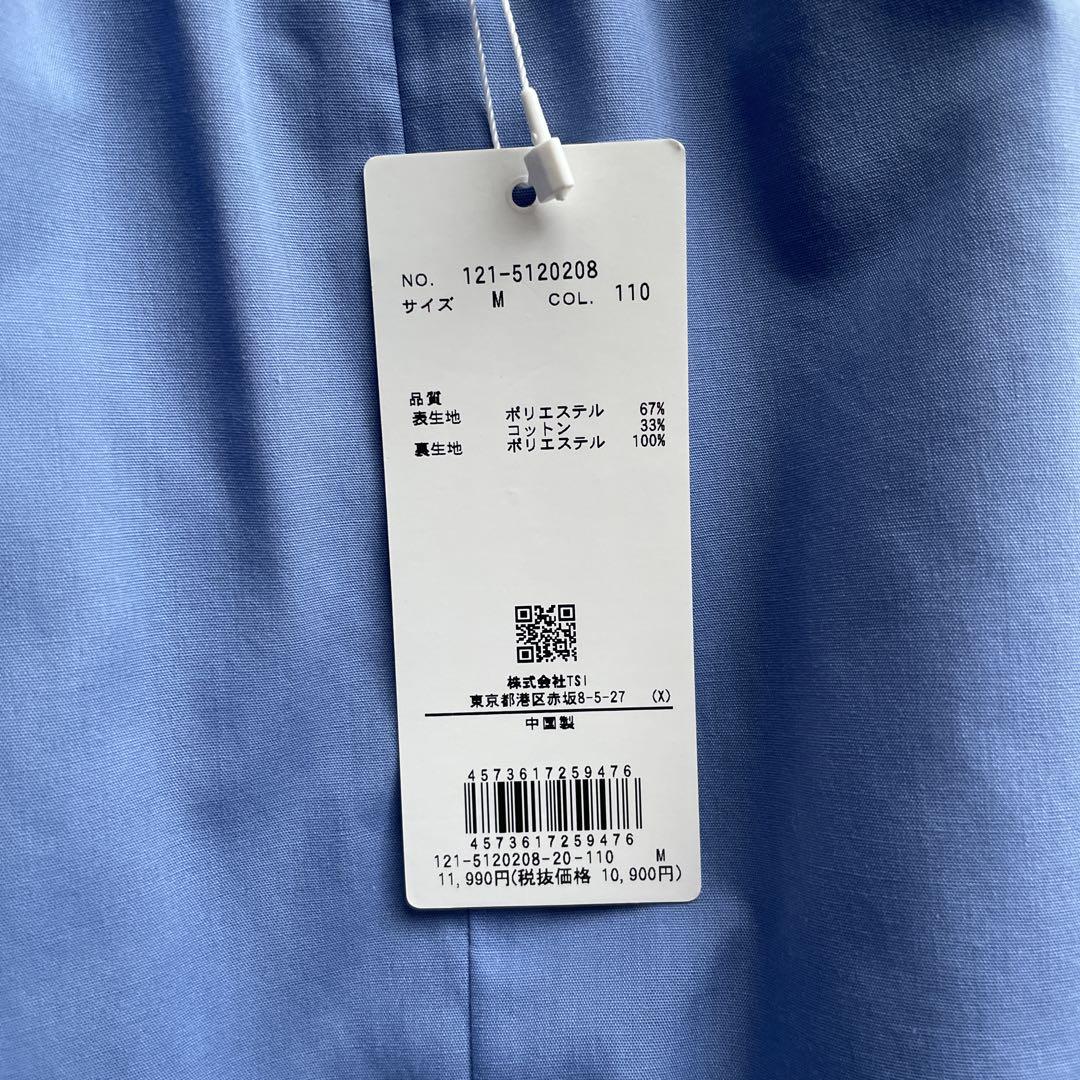 NO. 121-5120208
サイズ M COL. 110
品質
表生地 ポリエステル 67%
コットン 33%
裏生地 ポリエステル 100%
株式会社TSI
東京都港区赤坂8-5-27 (X)
中国製
4573617259476
4573617259476
121-5120208-20-110 M
11,990円(税抜価格 10,900円)